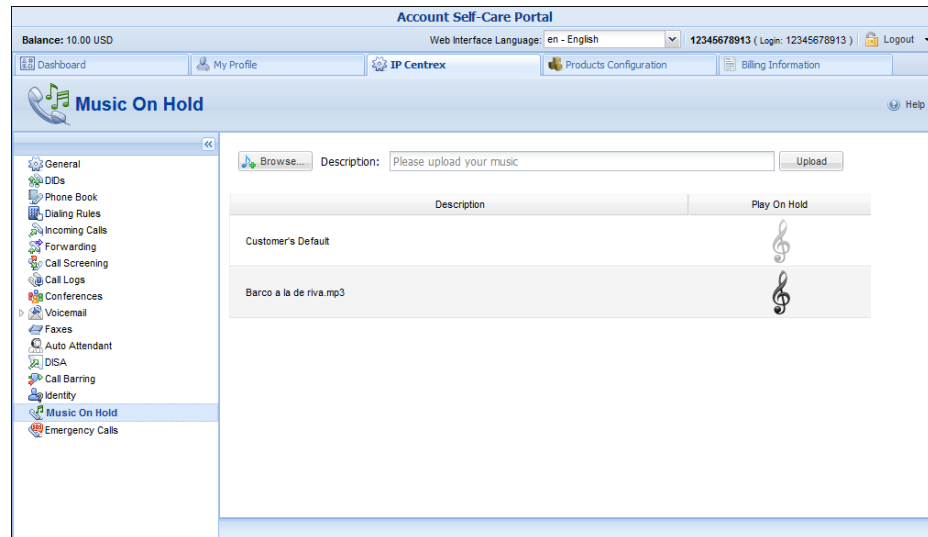 Account Self-Care Portal
Balance: 10.00 USD Web Interface Language: en - English 12345678913 ( Login: 12345678913 ) Logout
Dashboard My Profile IP Centrex Products Configuration Billing Information
Music On Hold Help
General
DIDs
Phone Book
Dialing Rules
Incoming Calls
Forwarding
Call Screening
Call Logs
Conferences
Voicemail
Faxes
Auto Attendant
DISA
Call Barring
Identity
Music On Hold
Emergency Calls
Browse... Description: Please upload your music Upload
Description Play On Hold
Customer's Default
Barco a la de riva.mp3